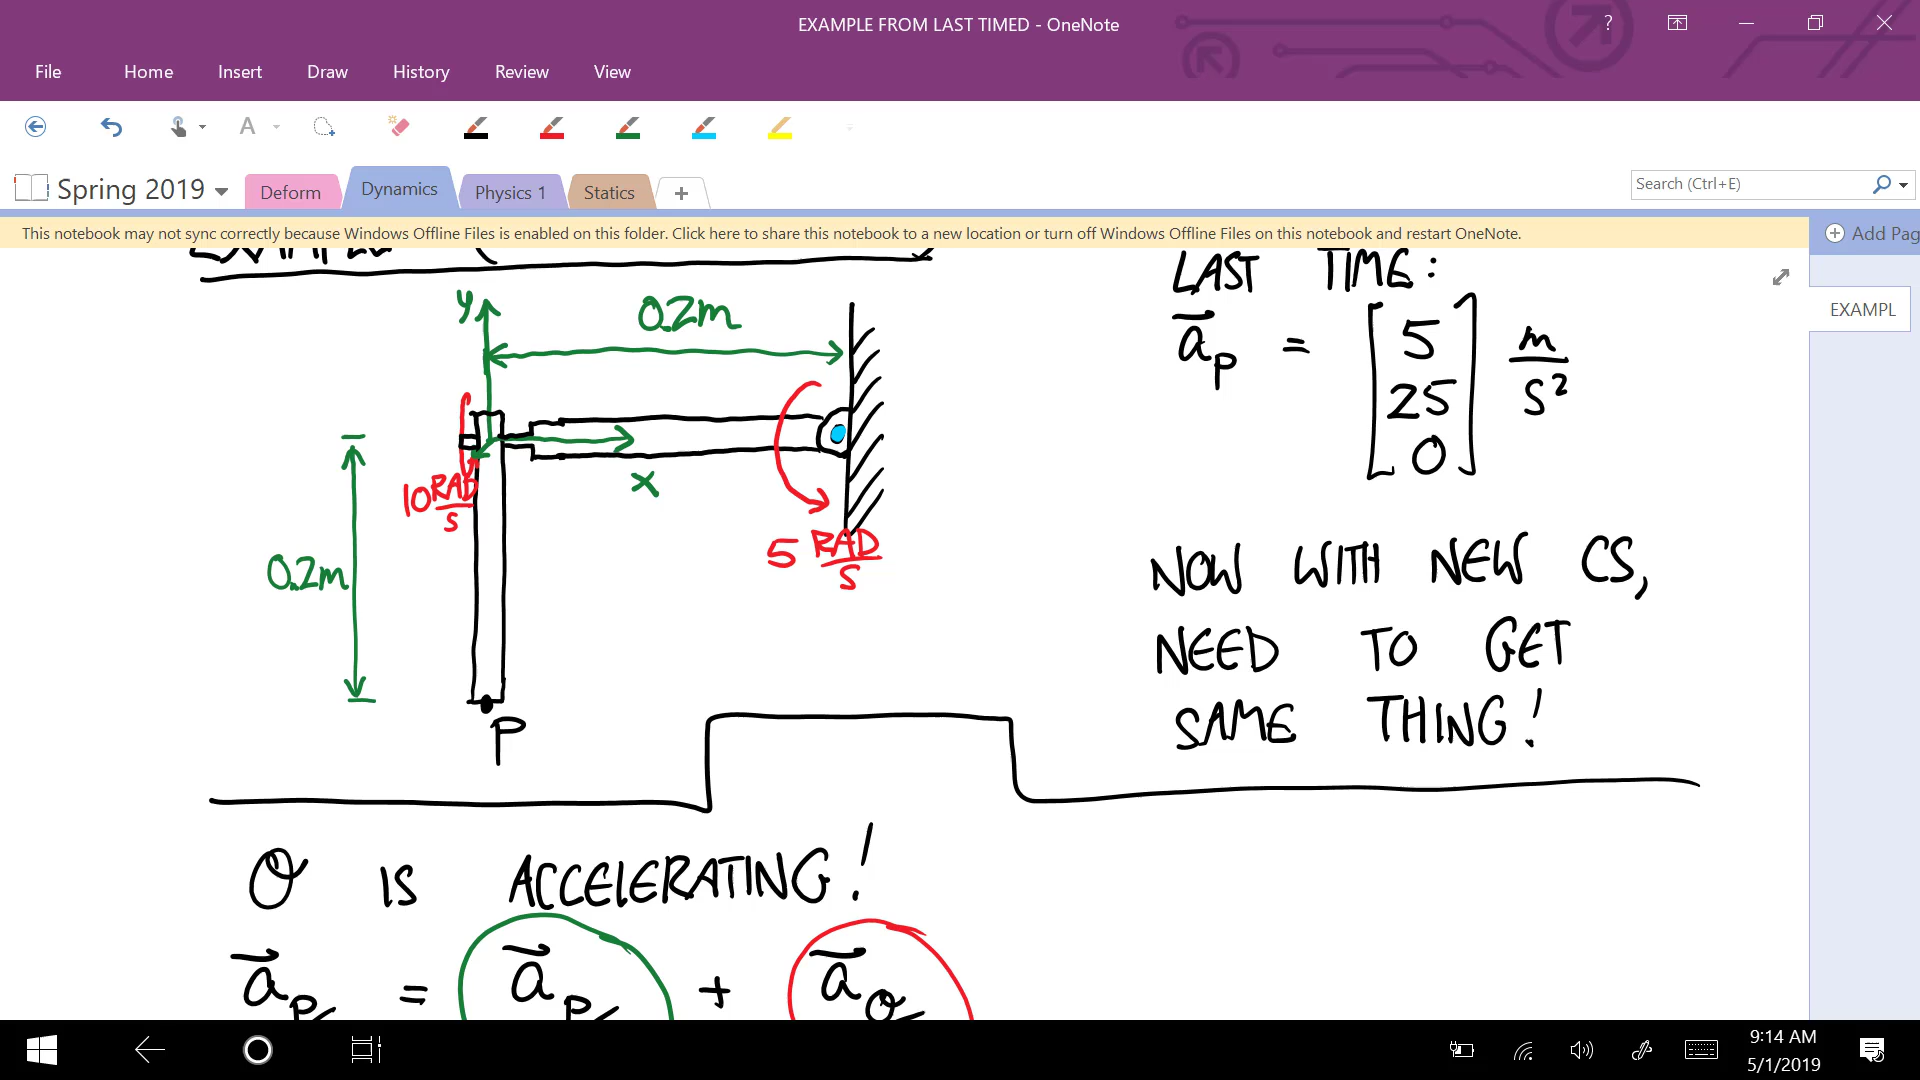 EXAMPLE FROM LAST TIMED - OneNote
?
File Home Insert Draw History Review View
A
Spring 2019 Deform Dynamics Physics 1 Statics +
Search (Ctrl+E)
This notebook may not sync correctly because Windows Offline Files is enabled on this folder. Click here to share this notebook to a new location or turn off Windows Offline Files on this notebook and restart OneNote.
Add Pag
EXAMPL
y
0.2m
x
10 RAD/S
0.2m
5 RAD/S
P
LAST TIME:
a⃗P = [5 25 0] m/s²
NOW WITH NEW CS,
NEED TO GET
SAME THING!
O IS ACCELERATING!
a⃗P/ = a⃗P/ + a⃗O/
9:14 AM
5/1/2019